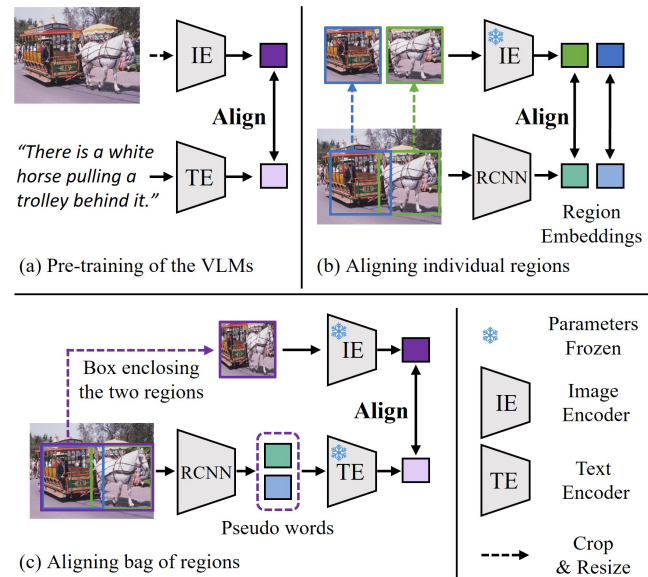 IE
Align
“There is a white
horse pulling a
trolley behind it.”
TE
(a) Pre-training of the VLMs
IE
Align
RCNN
Region
Embeddings
(b) Aligning individual regions
Box enclosing
the two regions
IE
Align
RCNN
TE
Pseudo words
(c) Aligning bag of regions
Parameters
Frozen
IE
Image
Encoder
TE
Text
Encoder
Crop
& Resize